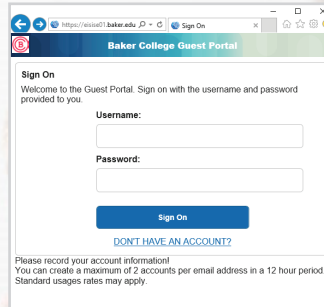 https://eisise01.baker.edu
Sign On
Baker College Guest Portal
Sign On
Welcome to the Guest Portal. Sign on with the username and password
provided to you.
Username:
Password:
Sign On
DON'T HAVE AN ACCOUNT?
Please record your account information!
You can create a maximum of 2 accounts per email address in a 12 hour period.
Standard usages rates may apply.